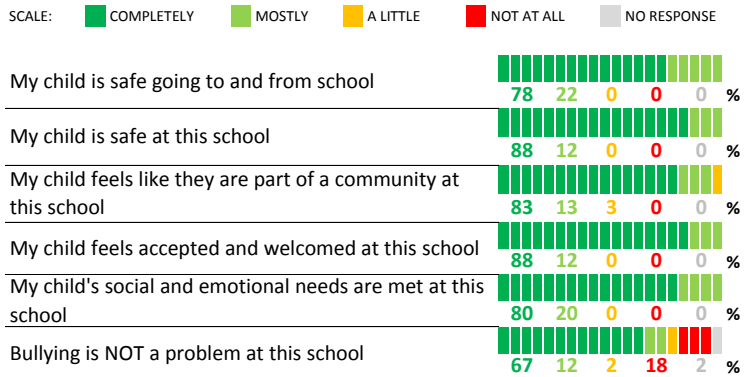 SCALE: COMPLETELY MOSTLY A LITTLE NOT AT ALL NO RESPONSE
My child is safe going to and from school
78 22 0 0 0 %
My child is safe at this school
88 12 0 0 0 %
My child feels like they are part of a community at
this school
83 13 3 0 0 %
My child feels accepted and welcomed at this school
88 12 0 0 0 %
My child's social and emotional needs are met at this
school
80 20 0 0 0 %
Bullying is NOT a problem at this school
67 12 2 18 2 %